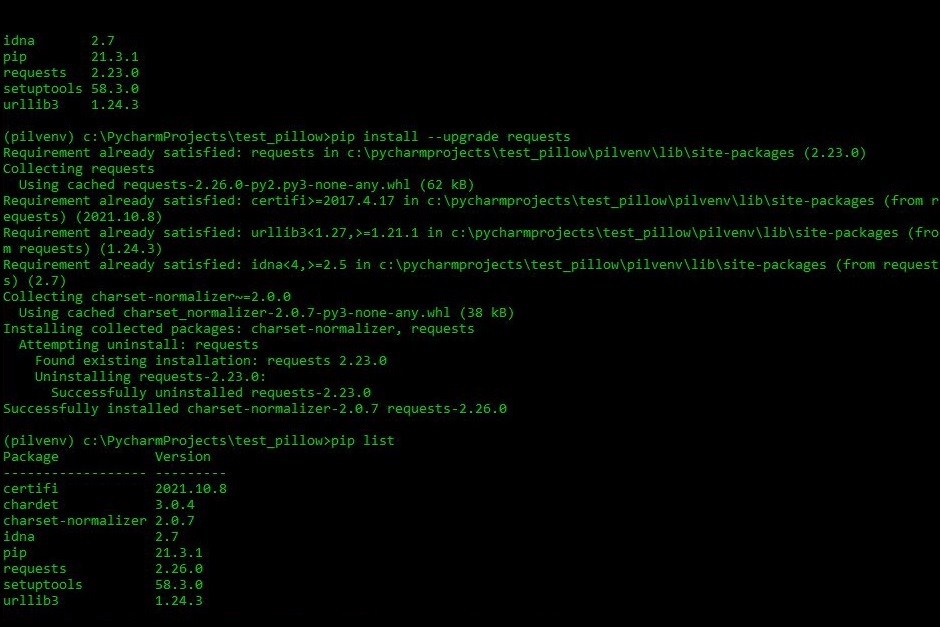 idna       2.7
pip        21.3.1
requests   2.23.0
setuptools 58.3.0
urllib3    1.24.3
(pilvenv) c:\PycharmProjects\test_pillow>pip install --upgrade requests
Requirement already satisfied: requests in c:\pycharmprojects\test_pillow\pilvenv\lib\site-packages (2.23.0)
Collecting requests
  Using cached requests-2.26.0-py2.py3-none-any.whl (62 kB)
Requirement already satisfied: certifi>=2017.4.17 in c:\pycharmprojects\test_pillow\pilvenv\lib\site-packages (from r
equests) (2021.10.8)
Requirement already satisfied: urllib3<1.27,>=1.21.1 in c:\pycharmprojects\test_pillow\pilvenv\lib\site-packages (fro
m requests) (1.24.3)
Requirement already satisfied: idna<4,>=2.5 in c:\pycharmprojects\test_pillow\pilvenv\lib\site-packages (from request
s) (2.7)
Collecting charset-normalizer~=2.0.0
  Using cached charset_normalizer-2.0.7-py3-none-any.whl (38 kB)
Installing collected packages: charset-normalizer, requests
  Attempting uninstall: requests
    Found existing installation: requests 2.23.0
    Uninstalling requests-2.23.0:
      Successfully uninstalled requests-2.23.0
Successfully installed charset-normalizer-2.0.7 requests-2.26.0
(pilvenv) c:\PycharmProjects\test_pillow>pip list
Package            Version
------------------ ---------
certifi            2021.10.8
chardet            3.0.4
charset-normalizer 2.0.7
idna               2.7
pip                21.3.1
requests           2.26.0
setuptools         58.3.0
urllib3            1.24.3